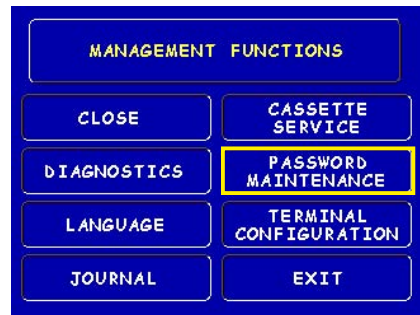 MANAGEMENT FUNCTIONS
CLOSE
CASSETTE
SERVICE
DIAGNOSTICS
PASSWORD
MAINTENANCE
LANGUAGE
TERMINAL
CONFIGURATION
JOURNAL
EXIT